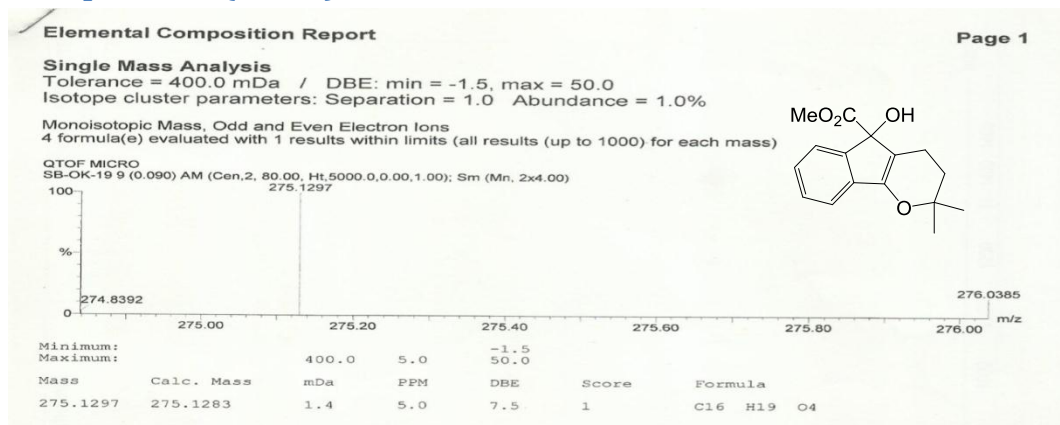 Elemental Composition Report Page 1
Single Mass Analysis
Tolerance = 400.0 mDa / DBE: min = -1.5, max = 50.0
Isotope cluster parameters: Separation = 1.0 Abundance = 1.0%
Monoisotopic Mass, Odd and Even Electron Ions
4 formula(e) evaluated with 1 results within limits (all results (up to 1000) for each mass)
QTOF MICRO
SB-OK-19 9 (0.090) AM (Cen,2, 80.00, Ht,5000.0,0.00,1.00); Sm (Mn, 2x4.00)
MeO2C OH
O
100 275.1297
%
274.8392 276.0385
0
275.00 275.20 275.40 275.60 275.80 276.00 m/z
Minimum: -1.5
Maximum: 400.0 5.0 50.0
Mass Calc. Mass mDa PPM DBE Score Formula
275.1297 275.1283 1.4 5.0 7.5 1 C16 H19 O4